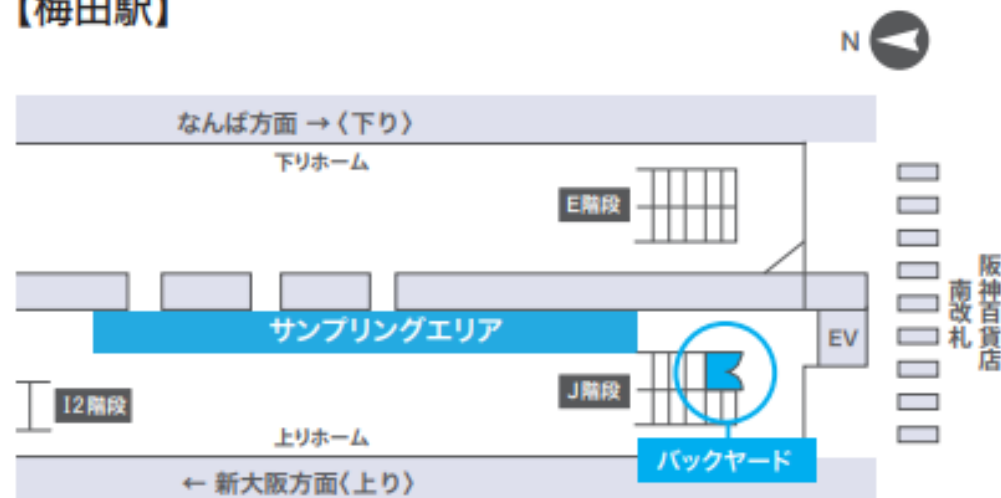 【梅田駅】
N
なんば方面 →〈下り〉
下りホーム
E階段
サンプリングエリア
EV
阪神百貨店
南改札
I2階段
J階段
上りホーム
バックヤード
← 新大阪方面〈上り〉